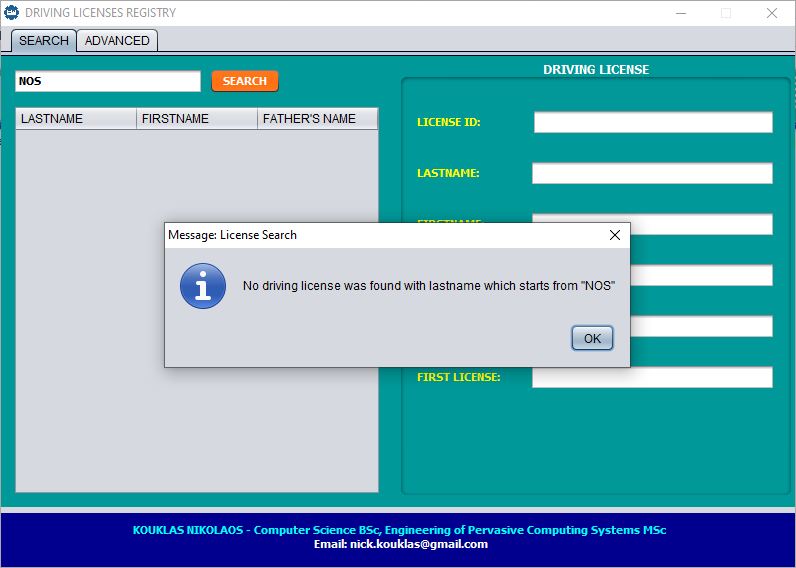 DRIVING LICENSES REGISTRY
SEARCH ADVANCED
NOS SEARCH
LASTNAME FIRSTNAME FATHER'S NAME
DRIVING LICENSE
LICENSE ID:
LASTNAME:
FIRSTNAME:
Message: License Search
No driving license was found with lastname which starts from "NOS"
OK
FIRST LICENSE:
KOUKLAS NIKOLAOS - Computer Science BSc, Engineering of Pervasive Computing Systems MSc
Email: nick.kouklas@gmail.com